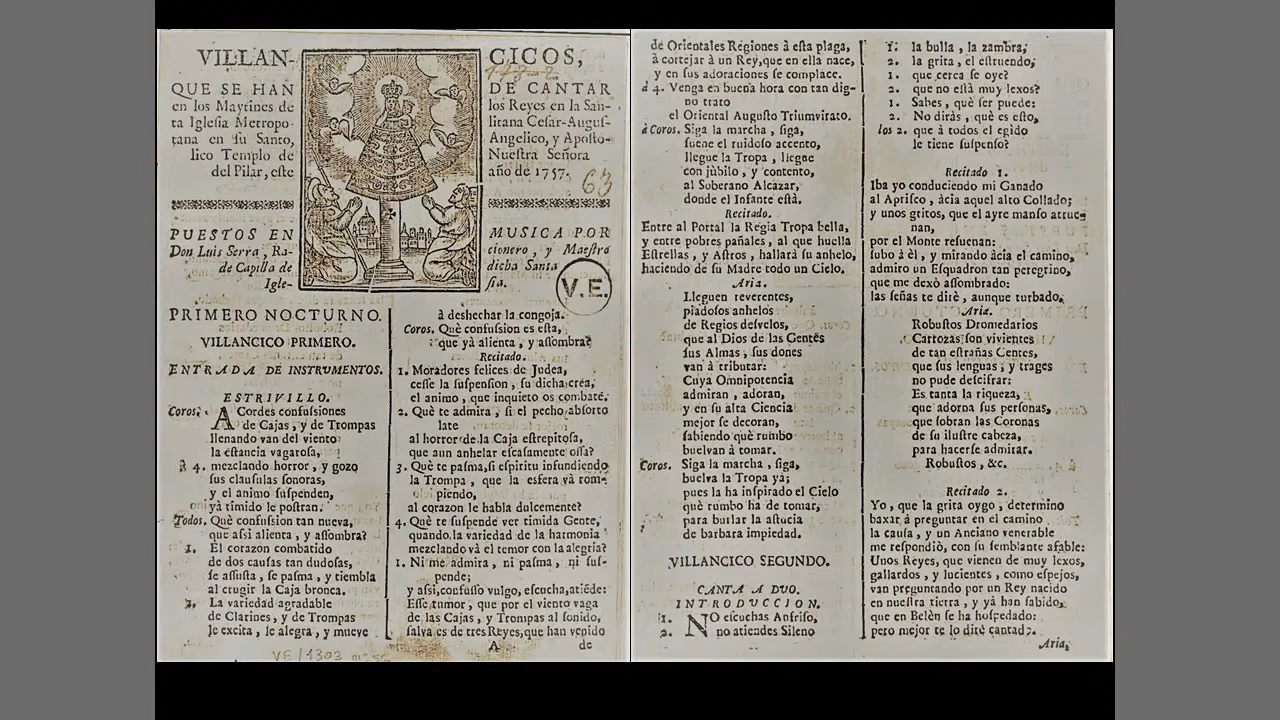 VILLAN-CICOS,
QUE SE HAN DE CANTAR
en los Maytines de los Reyes en la San-
ta Iglesia Metropo-litana Cesar-Augus-
tana en su Santo, Angelico, y Aposto-
lico Templo de Nuestra Señora
del Pilar, este año de 1757.
63
PUESTOS EN MUSICA POR
Don Luis Serra, Ra-cionero, y Maestro
de Capilla de dicha Santa
Igle-sia.
V.E.
PRIMERO NOCTURNO.
VILLANCICO PRIMERO.
ENTRADA DE INSTRVMENTOS.
ESTRIVILLO.
Coros. ACordes confusiones
de Cajas, y de Trompas
llenando van del viento
la estancia vagarosa,
à 4. mezclando horror, y gozo
sus clausulas sonoras,
y el animo suspenden,
yà timido le postran.
Todos. Què confusion tan nueva,
que assi alienta, y assombra?
1. El corazon combatido
de dos causas tan dudosas,
se assusta, se pasma, y tiembla
al crugir la Caja bronca.
2. La variedad agradable
de Clarines, y de Trompas
le excita, le alegra, y mueve
à deshechar la congoja.
Coros. Què confusion es esta,
que yà alienta, y assombra?
Recitado.
1. Moradores felices de Judea,
cesse la suspension, su dicha crea,
el animo, que inquieto os combate.
2. Què te admira, si el pecho absorto
late
al horror de la Caja estrepitosa,
que aun anhelar escasamente ossa?
3. Què te pasma, si espiritu infundiendo
la Trompa, que la esfera và rom-
piendo,
al corazon le habla dulcemente?
4. Què te suspende ver timida Gente,
quando la variedad de la harmonia
mezclando và el temor con la alegria?
1. Ni me admira, ni pasma, ni sus-
pende;
y assi, confusso vulgo, escucha, atiède:
Esse rumor, que por el viento vaga
de las Cajas, y Trompas al sonido,
salva es de tres Reyes, que han venido
A de
de Orientales Regiones à esta plaga,
à cortejar à un Rey, que en ella nace,
y en sus adoraciones se complace.
à 4. Venga en buena hora con tan dig-
no trato
el Oriental Augusto Triumvirato.
à Coros. Siga la marcha, siga,
suene el ruidoso accento,
llegue la Tropa, llegue
con jùbilo, y contento,
al Soberano Alcazar,
donde el Infante està.
Recitado.
Entre al Portal la Regia Tropa bella,
y entre pobres pañales, al que huella
Estrellas, y Astros, hallarà su anhelo,
haciendo de su Madre todo un Cielo.
Aria.
Lleguen reverentes,
piadosos anhelos
de Regios desvelos,
que al Dios de las Gentes
sus Almas, sus dones
van à tributar:
Cuya Omnipotencia
admiran, adoran,
y en su alta Ciencia
mejor se decoran,
sabiendo què rumbo
buelvan à tomar.
Coros. Siga la marcha, siga,
buelva la Tropa yà;
pues la ha inspirado el Cielo
què rumbo ha de tomar,
para burlar la astucia
de barbara impiedad.
VILLANCICO SEGUNDO.
CANTA A DVO.
INTRODUCCION.
1. NO escuchas Anfriso,
2. no atiendes Sileno
1. la bulla, la zambra,
2. la grita, el estruendo,
1. que cerca se oye?
2. que no està muy lexos?
1. Sabes, què ser puede:
2. No diràs, què es esto,
los 2. que à todos el egido
le tiene suspenso?
Recitado 1.
Iba yo conduciendo mi Ganado
al Aprisco, àcia aquel alto Collado;
y unos gritos, que el ayre manso atrue-
nan,
por el Monte resuenan:
subo à èl, y mirando àcia el camino,
admiro un Esquadron tan peregrino,
que me dexò assombrado:
las señas te dirè, aunque turbado.
Aria.
Robustos Dromedarios
Cartozas son vivientes
de tan estrañas Gentes,
que sus lenguas, y trages
no pude descifrar:
Es tanta la riqueza,
que adorna sus personas,
que sobran las Coronas
de su ilustre cabeza,
para hacerse admirar.
Robustos, &c.
Recitado 2.
Yo, que la grita oygo, determino
baxar à preguntar en el camino
la causa, y un Anciano venerable
me respondiò, con su semblante afable:
Unos Reyes, que vienen de muy lexos,
gallardos, y lucientes, como espejos,
van preguntando por un Rey nacido
en nuestra tierra, y yà han sabido,
que en Belèn se ha hospedado:
pero mejor te lo dirè cantado.
Aria.
VE/1303